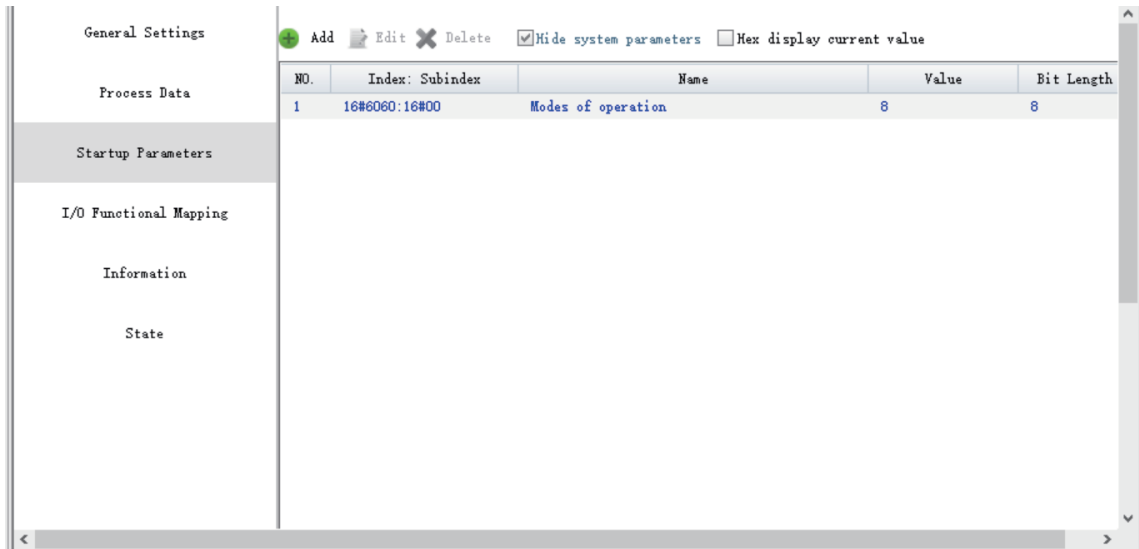 General Settings
Process Data
Startup Parameters
I/O Functional Mapping
Information
State
Add Edit Delete Hide system parameters Hex display current value
NO. Index: Subindex Name Value Bit Length
1 16#6060:16#00 Modes of operation 8 8